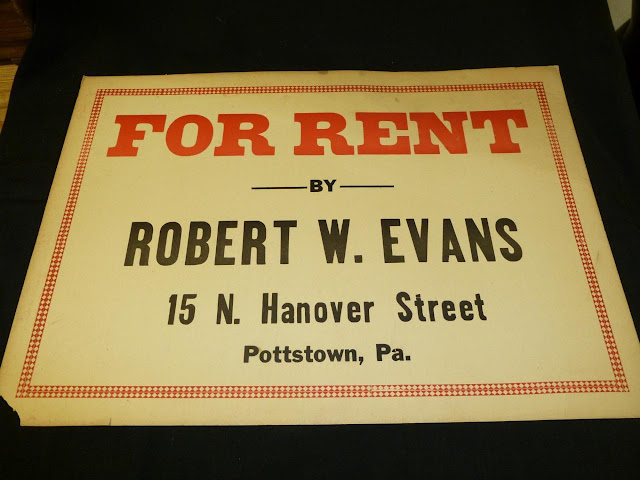 FOR RENT
BY
ROBERT W. EVANS
15 N. Hanover Street
Pottstown, Pa.